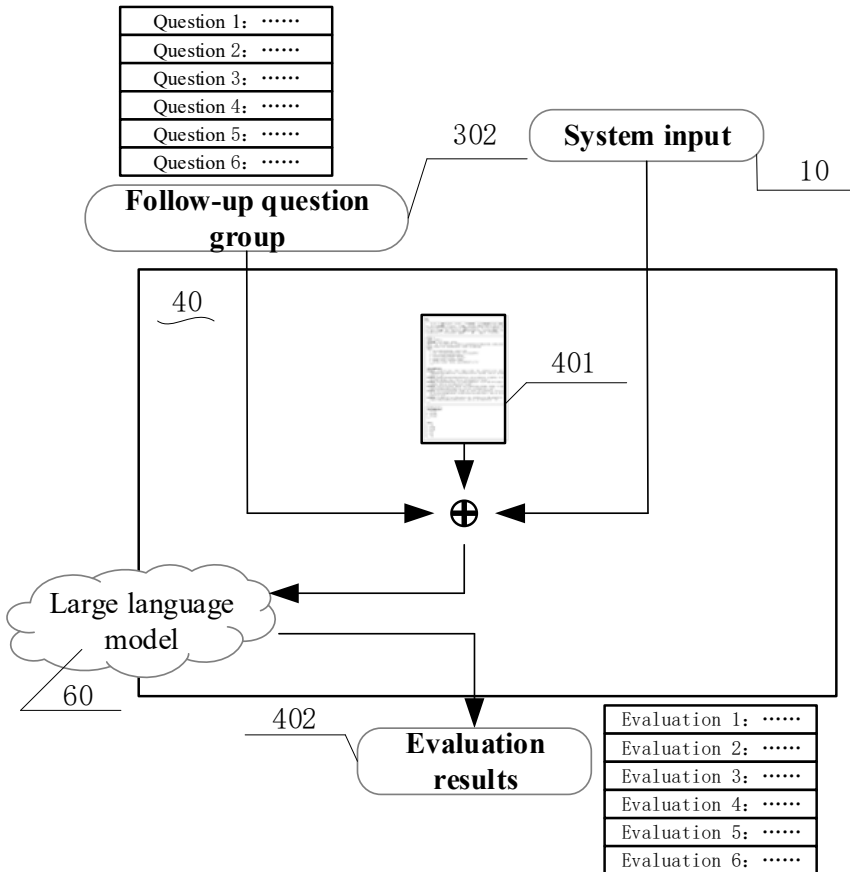 Question 1: ⋯⋯
Question 2: ⋯⋯
Question 3: ⋯⋯
Question 4: ⋯⋯
Question 5: ⋯⋯
Question 6: ⋯⋯
302
System input
10
Follow-up question
group
40
401
Large language
model
60
402
Evaluation
results
Evaluation 1: ⋯⋯
Evaluation 2: ⋯⋯
Evaluation 3: ⋯⋯
Evaluation 4: ⋯⋯
Evaluation 5: ⋯⋯
Evaluation 6: ⋯⋯